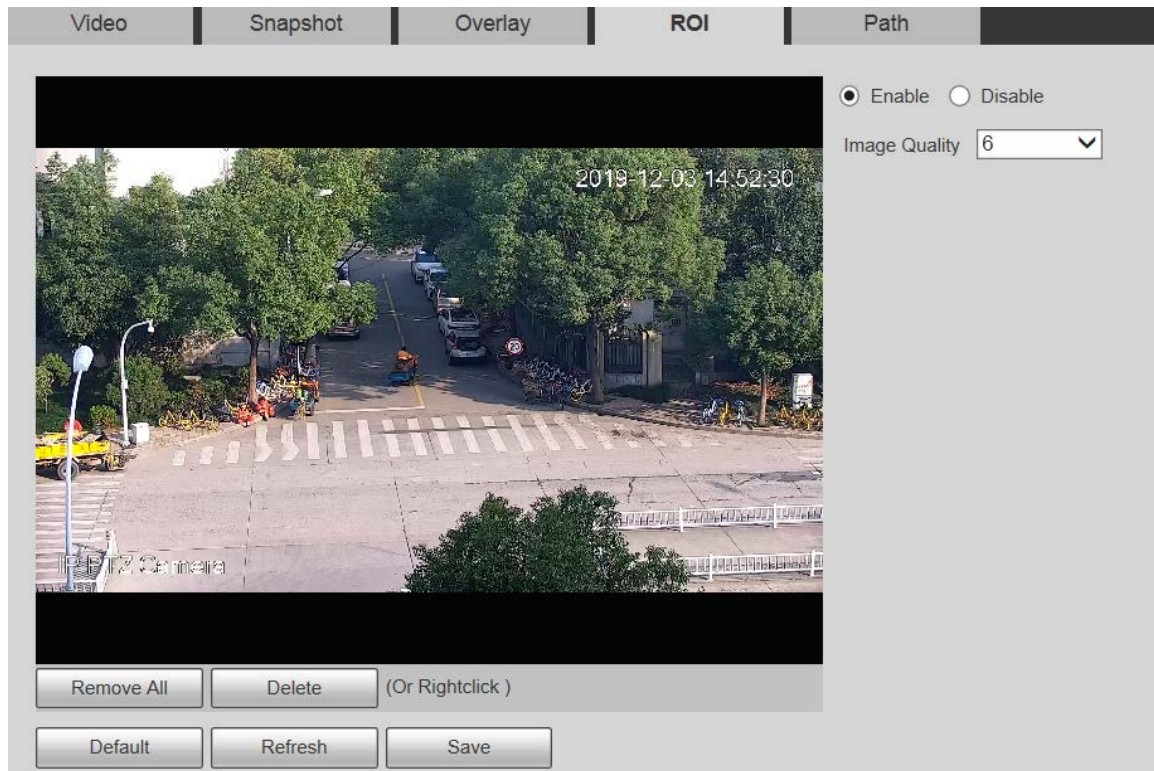 Video Snapshot Overlay ROI Path
Enable Disable
Image Quality 6
2019-12-03 14:52:30
20
IP PTZ Camera
Remove All Delete (Or Rightclick )
Default Refresh Save